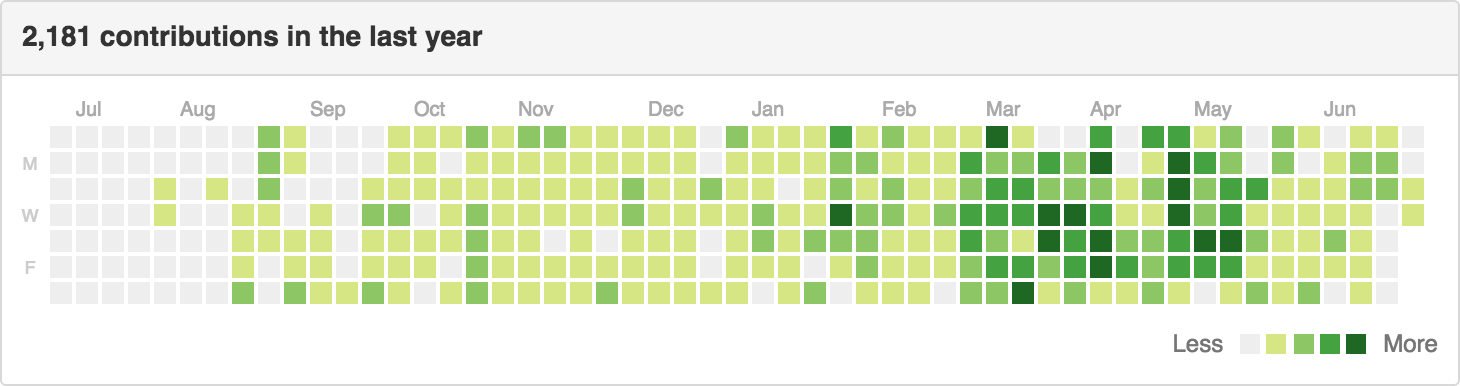 2,181 contributions in the last year
Jul Aug Sep Oct Nov Dec Jan Feb Mar Apr May Jun
M
W
F
Less More